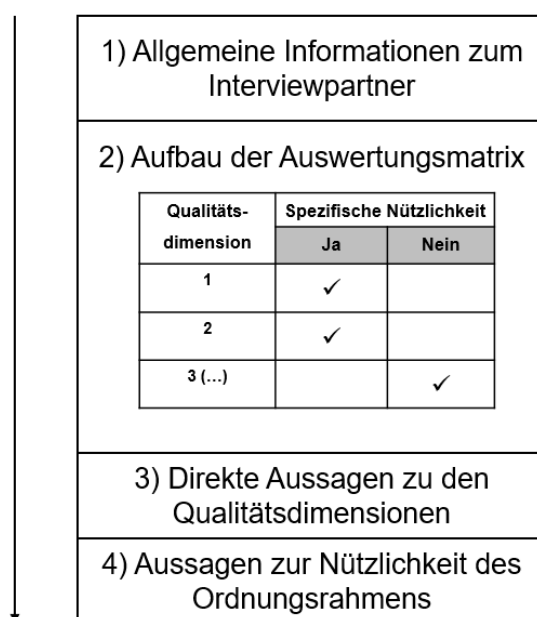 1) Allgemeine Informationen zum
Interviewpartner
2) Aufbau der Auswertungsmatrix
Qualitäts-
dimension
Spezifische Nützlichkeit
Ja Nein
1 ✓
2 ✓
3 (...) ✓
3) Direkte Aussagen zu den
Qualitätsdimensionen
4) Aussagen zur Nützlichkeit des
Ordnungsrahmens